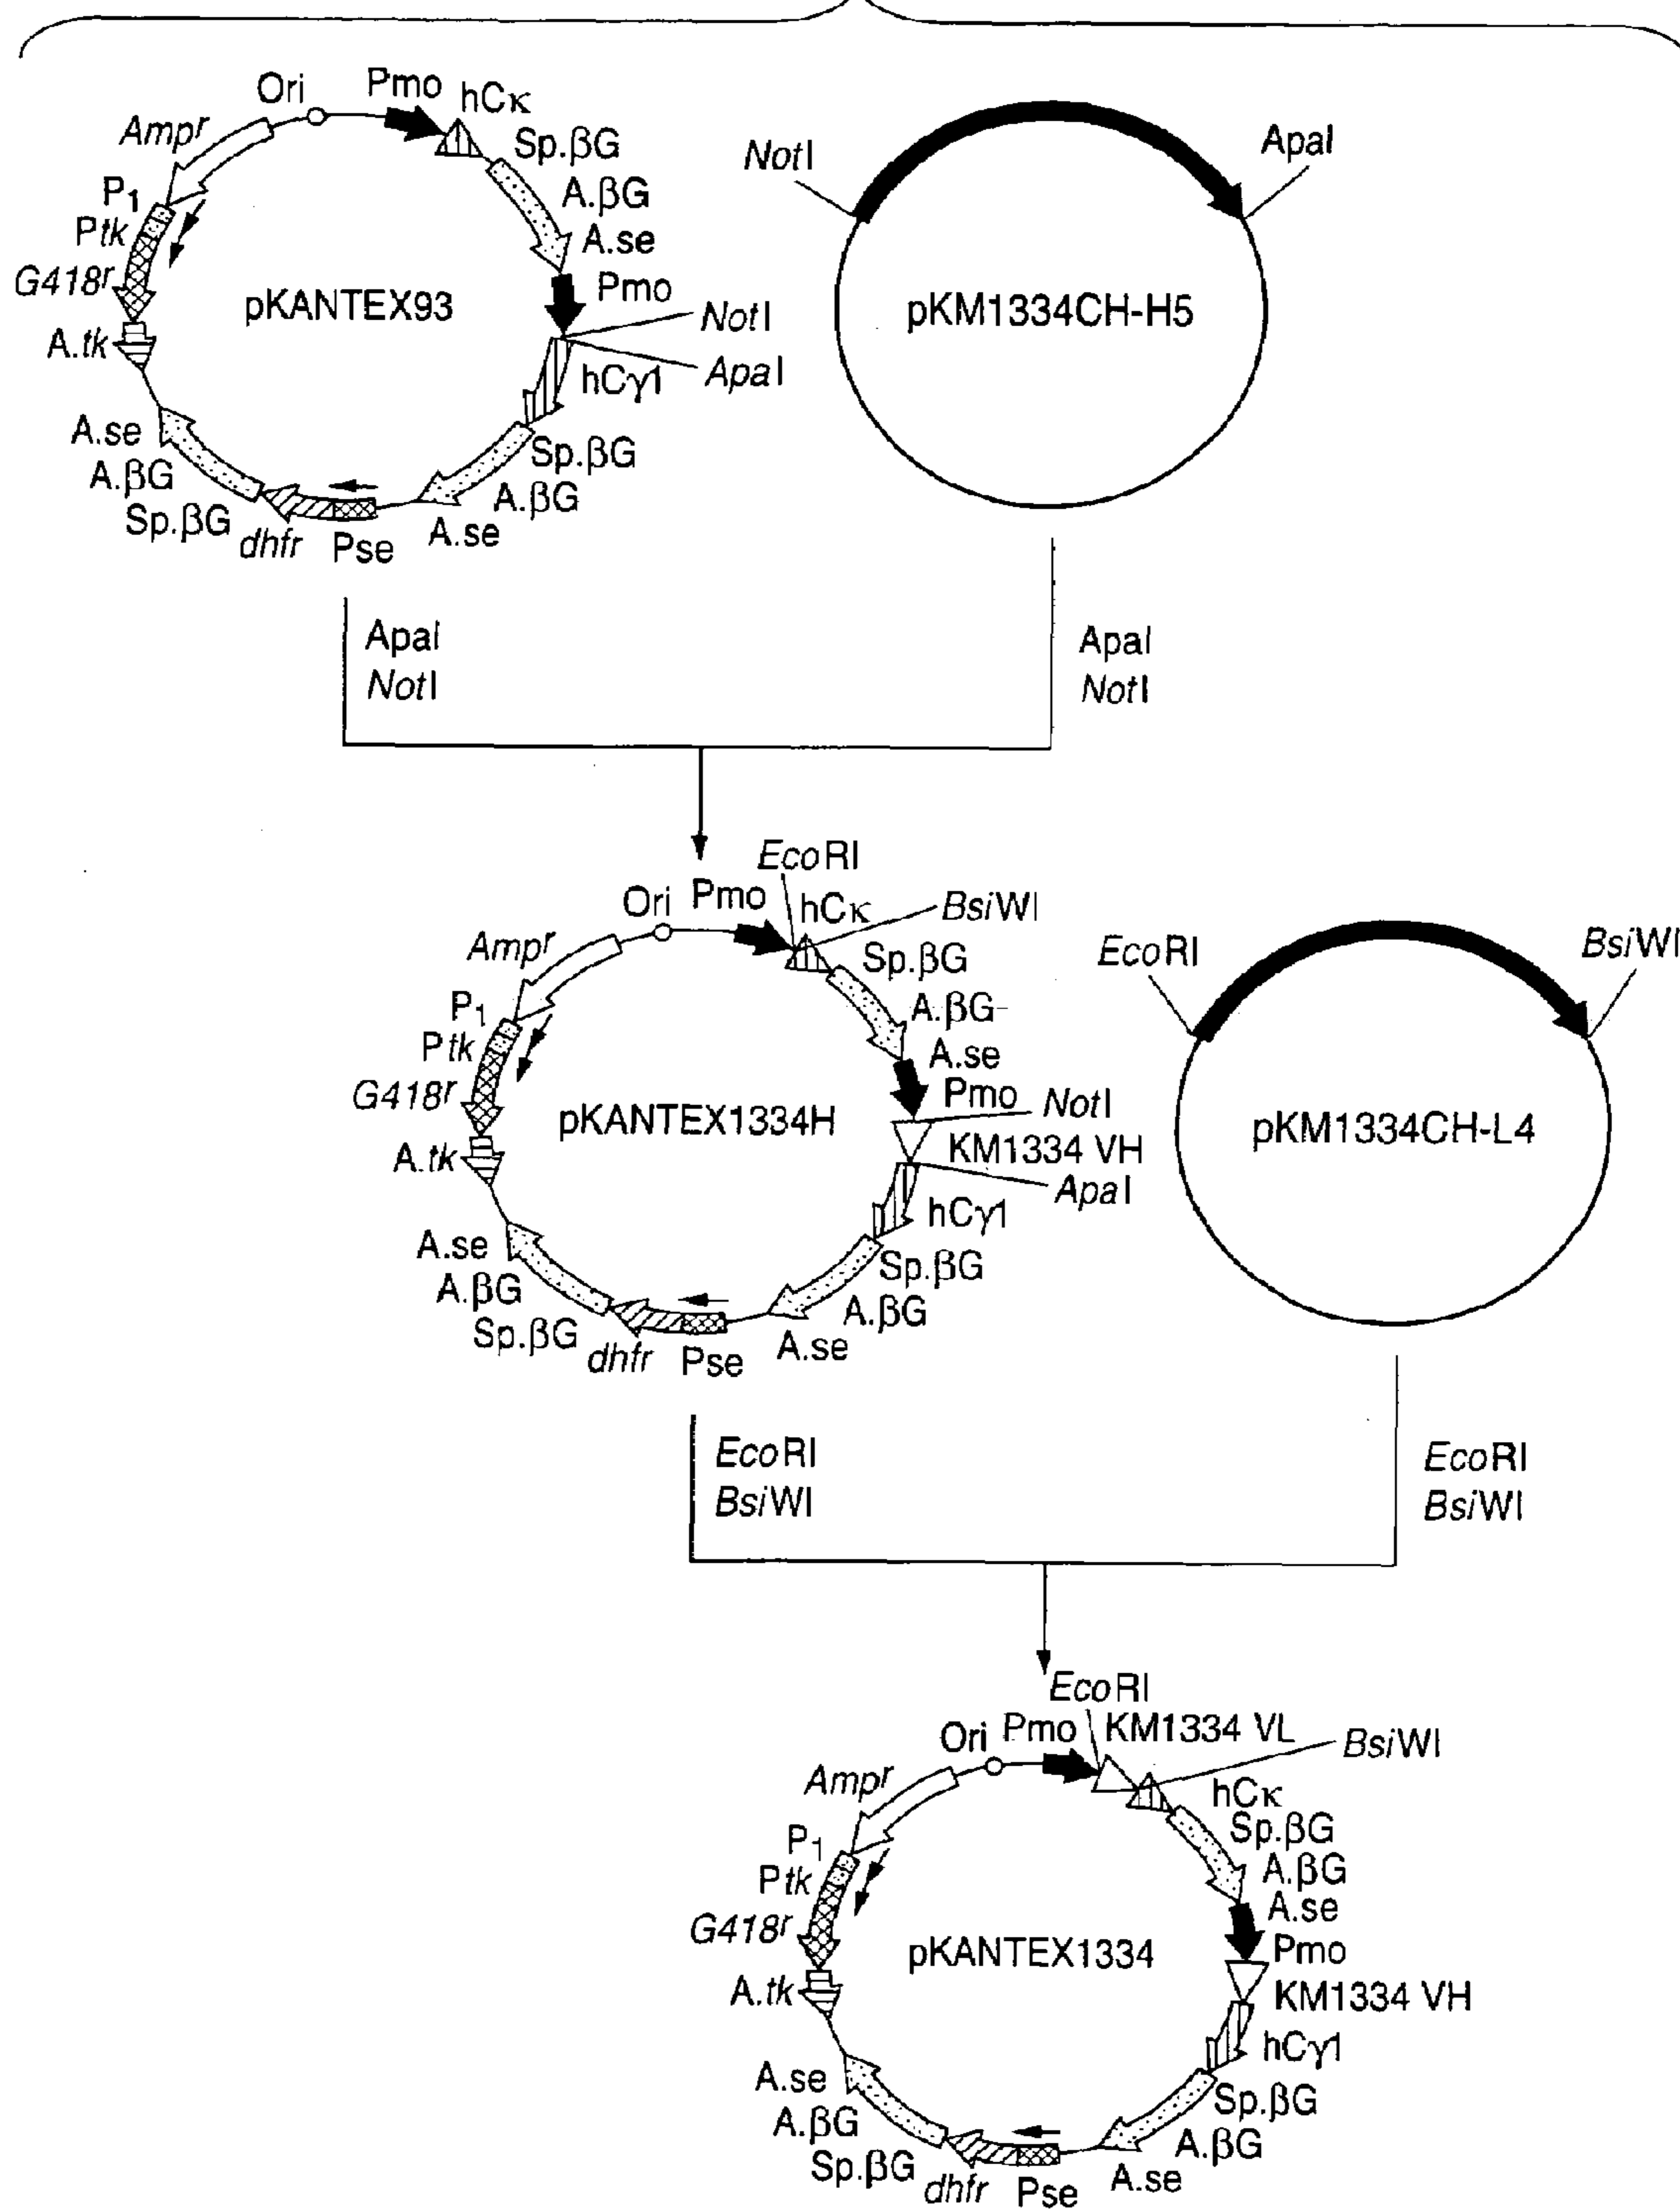 Ori
Pmo
hCκ
Ampr
Sp.βG
P1
A.βG
Ptk
A.se
G418r
Pmo
pKANTEX93
NotI
A.tk
hCγ1
ApaI
A.se
Sp.βG
A.βG
A.βG
Sp.βG
dhfr
Pse
A.se
NotI
ApaI
pKM1334CH-H5
ApaI
NotI
ApaI
NotI
EcoRI
Ori
Pmo
hCκ
BsiWI
Ampr
Sp.βG
P1
A.βG
Ptk
A.se
G418r
Pmo
NotI
pKANTEX1334H
KM1334 VH
A.tk
ApaI
hCγ1
A.se
Sp.βG
A.βG
A.βG
Sp.βG
dhfr
Pse
A.se
EcoRI
BsiWI
pKM1334CH-L4
EcoRI
BsiWI
EcoRI
BsiWI
EcoRI
Ori
Pmo
KM1334 VL
BsiWI
Ampr
hCκ
Sp.βG
P1
A.βG
Ptk
A.se
G418r
Pmo
pKANTEX1334
A.tk
KM1334 VH
hCγ1
A.se
Sp.βG
A.βG
A.βG
Sp.βG
dhfr
Pse
A.se